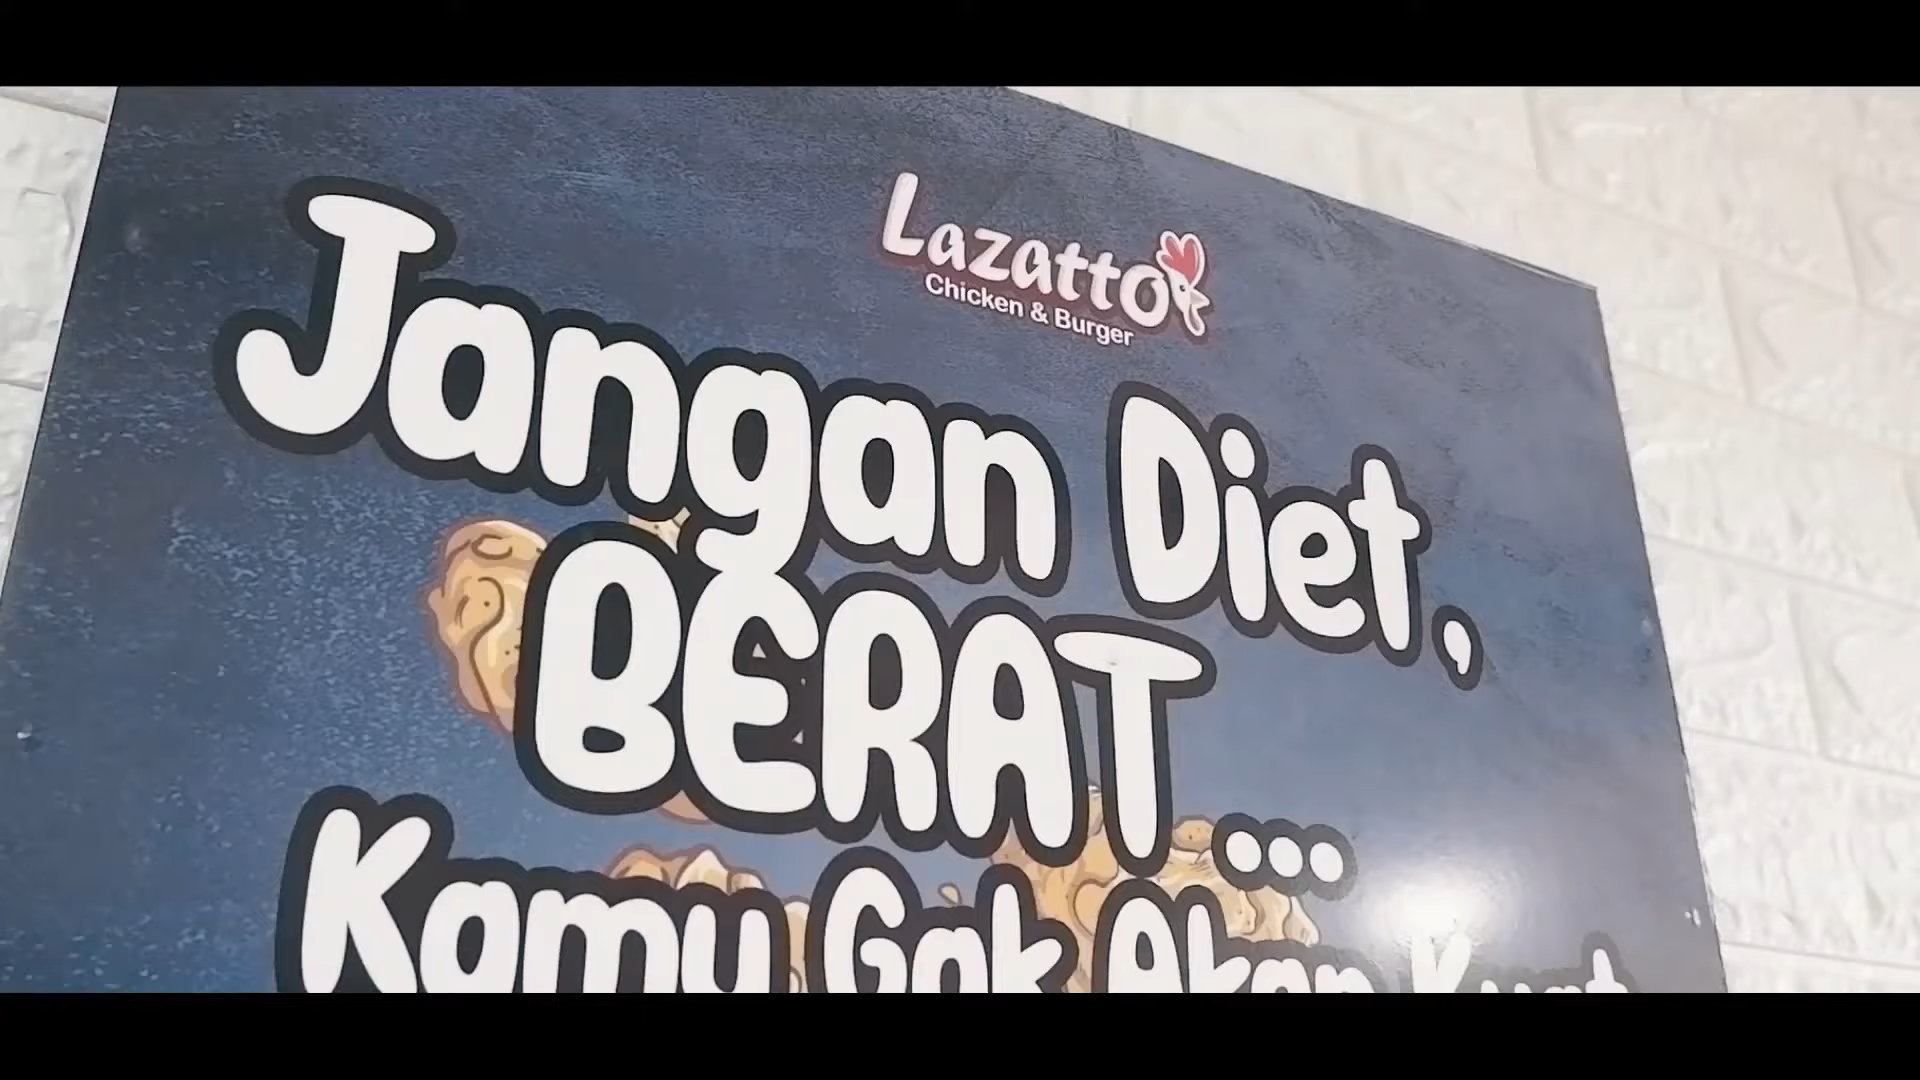 Lazatto
Chicken & Burger
Jangan Diet,
BERAT...
Kamu Gak Akan Kuat